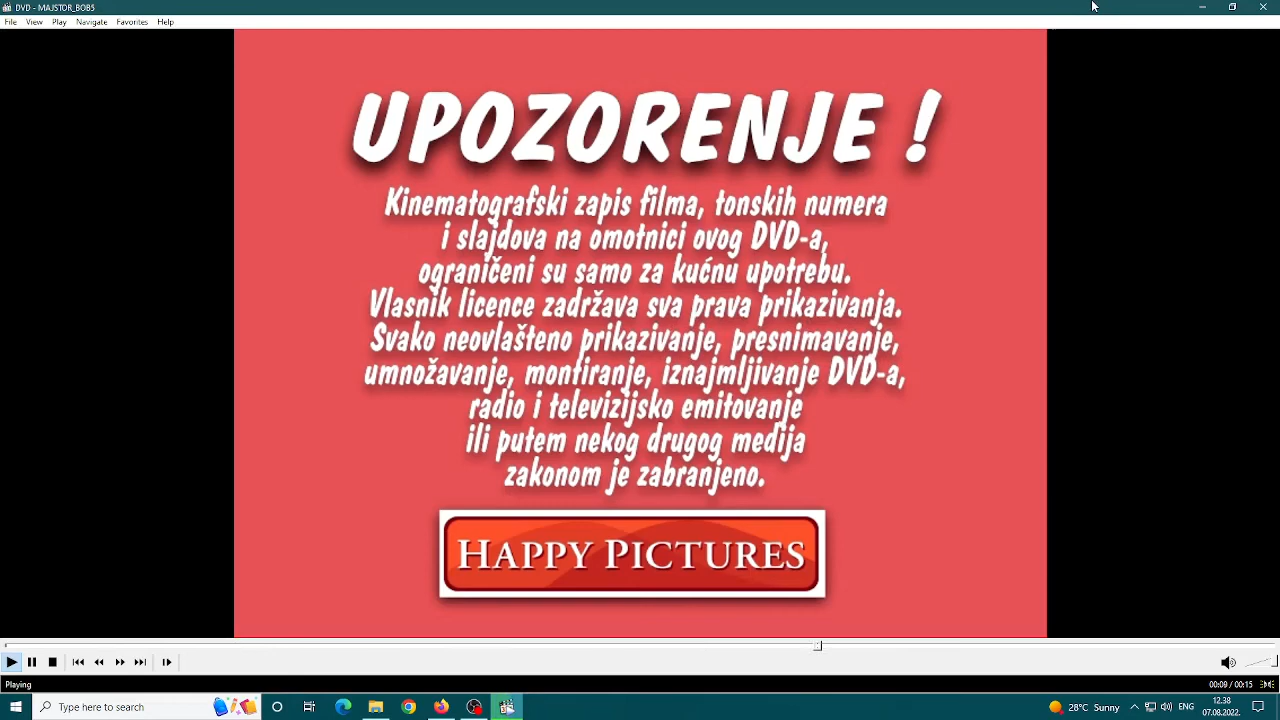 DVD - MAJSTOR_BOB5
File View Play Navigate Favorites Help
UPOZORENJE !
Kinematografski zapis filma, tonskih numera
i slajdova na omotnici ovog DVD-a,
ograničeni su samo za kućnu upotrebu.
Vlasnik licence zadržava sva prava prikazivanja.
Svako neovlašteno prikazivanje, presnimavanje,
umnožavanje, montiranje, iznajmljivanje DVD-a,
radio i televizijsko emitovanje
ili putem nekog drugog medija
zakonom je zabranjeno.
HAPPY PICTURES
Playing
00:09 / 00:15
Type here to search
28°C Sunny
ENG
12.38
07.08.2022.